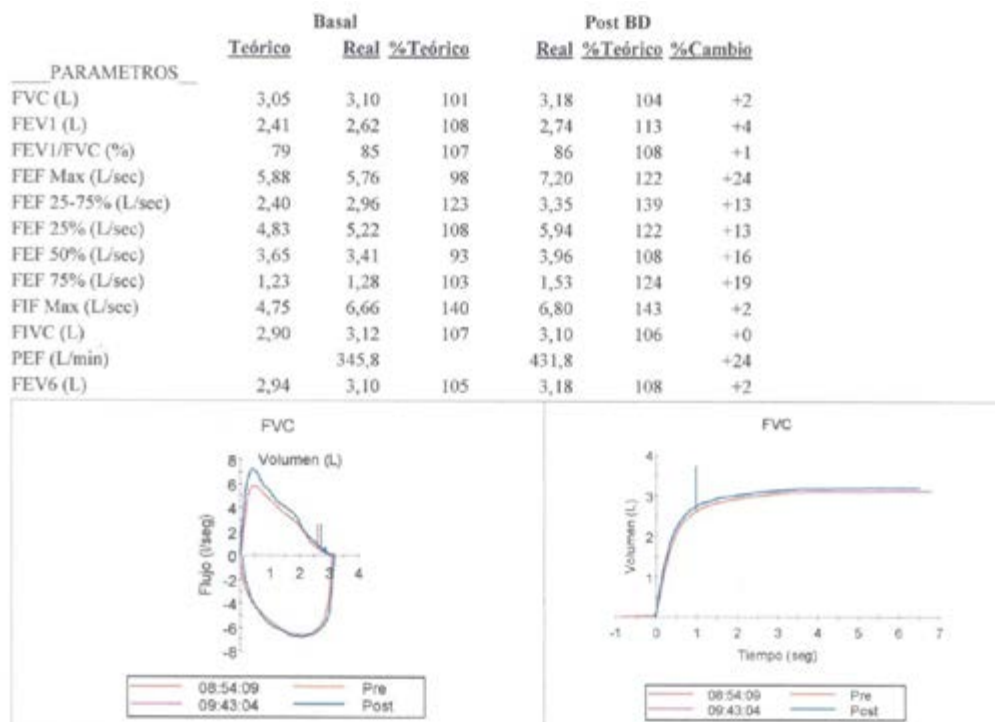 Basal Post BD
Teórico Real %Teórico Real %Teórico %Cambio
____PARAMETROS__
FVC (L) 3,05 3,10 101 3,18 104 +2
FEV1 (L) 2,41 2,62 108 2,74 113 +4
FEV1/FVC (%) 79 85 107 86 108 +1
FEF Max (L/sec) 5,88 5,76 98 7,20 122 +24
FEF 25-75% (L/sec) 2,40 2,96 123 3,35 139 +13
FEF 25% (L/sec) 4,83 5,22 108 5,94 122 +13
FEF 50% (L/sec) 3,65 3,41 93 3,96 108 +16
FEF 75% (L/sec) 1,23 1,28 103 1,53 124 +19
FIF Max (L/sec) 4,75 6,66 140 6,80 143 +2
FIVC (L) 2,90 3,12 107 3,10 106 +0
PEF (L/min) 345,8 431,8 +24
FEV6 (L) 2,94 3,10 105 3,18 108 +2
FVC
Volumen (L)
Flujo (l/seg)
8
6
4
2
0
-2
-4
-6
-8
1 2 3 4
08:54:09 Pre
09:43:04 Post
FVC
Volumen (L)
4
3
2
1
-1 0 1 2 3 4 5 6 7
Tiempo (seg)
08:54:09 Pre
09:43:04 Post